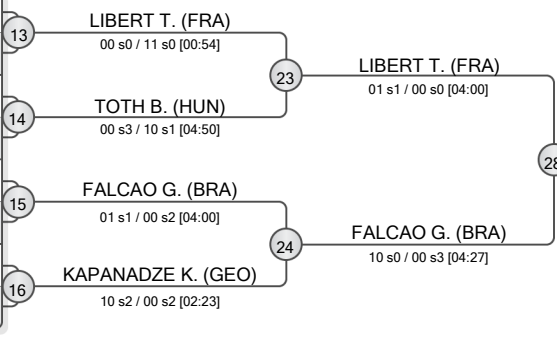 13
LIBERT T. (FRA)
00 s0 / 11 s0 [00:54]
23
LIBERT T. (FRA)
01 s1 / 00 s0 [04:00]
14
TOTH B. (HUN)
00 s3 / 10 s1 [04:50]
28
15
FALCAO G. (BRA)
01 s1 / 00 s2 [04:00]
24
FALCAO G. (BRA)
10 s0 / 00 s3 [04:27]
16
KAPANADZE K. (GEO)
10 s2 / 00 s2 [02:23]